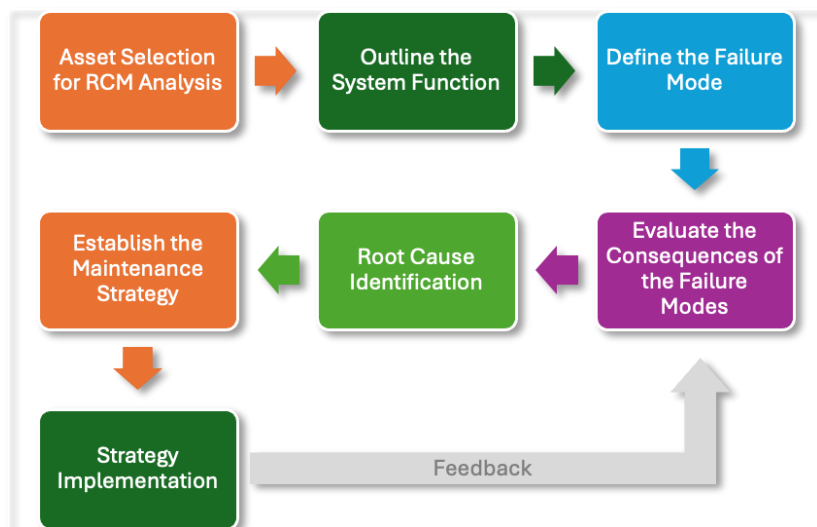 Asset Selection
for RCM Analysis
Outline the
System Function
Define the Failure
Mode
Evaluate the
Consequences of
the Failure
Modes
Root Cause
Identification
Establish the
Maintenance
Strategy
Strategy
Implementation
Feedback